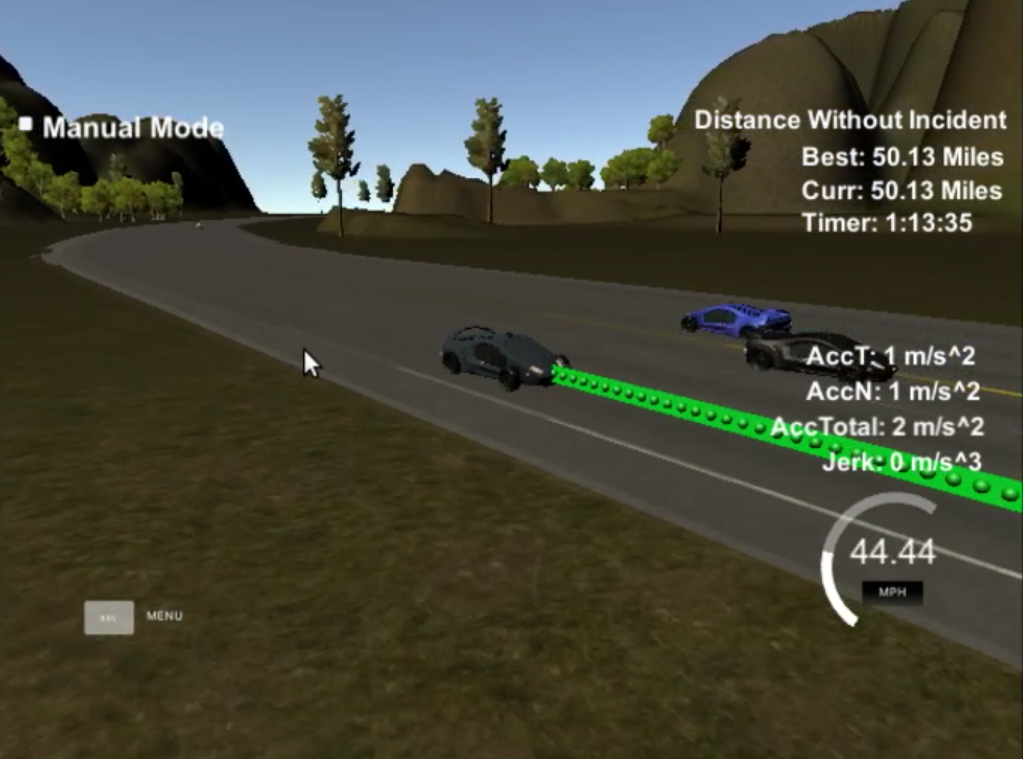 Manual Mode
Distance Without Incident
Best: 50.13 Miles
Curr: 50.13 Miles
Timer: 1:13:35
AccT: 1 m/s^2
AccN: 1 m/s^2
AccTotal: 2 m/s^2
Jerk: 0 m/s^3
44.44
MPH
ESC MENU